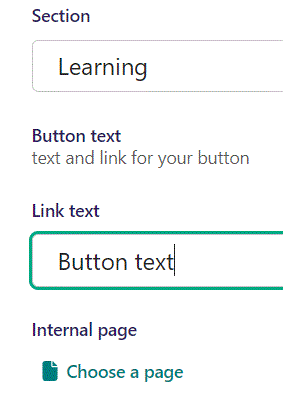 Section
Learning
Button text
text and link for your button
Link text
Button text
Internal page
Choose a page